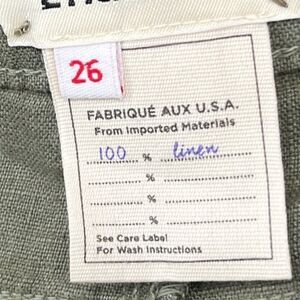 26
FABRIQUÉ AUX U.S.A.
From Imported Materials
100 % linen
%
%
%
See Care Label
For Wash Instructions